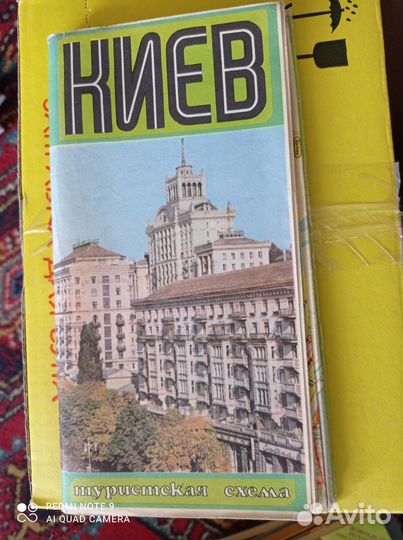 КИЕВ
туристская схема
REDMI NOTE 9
AI QUAD CAMERA
Avito